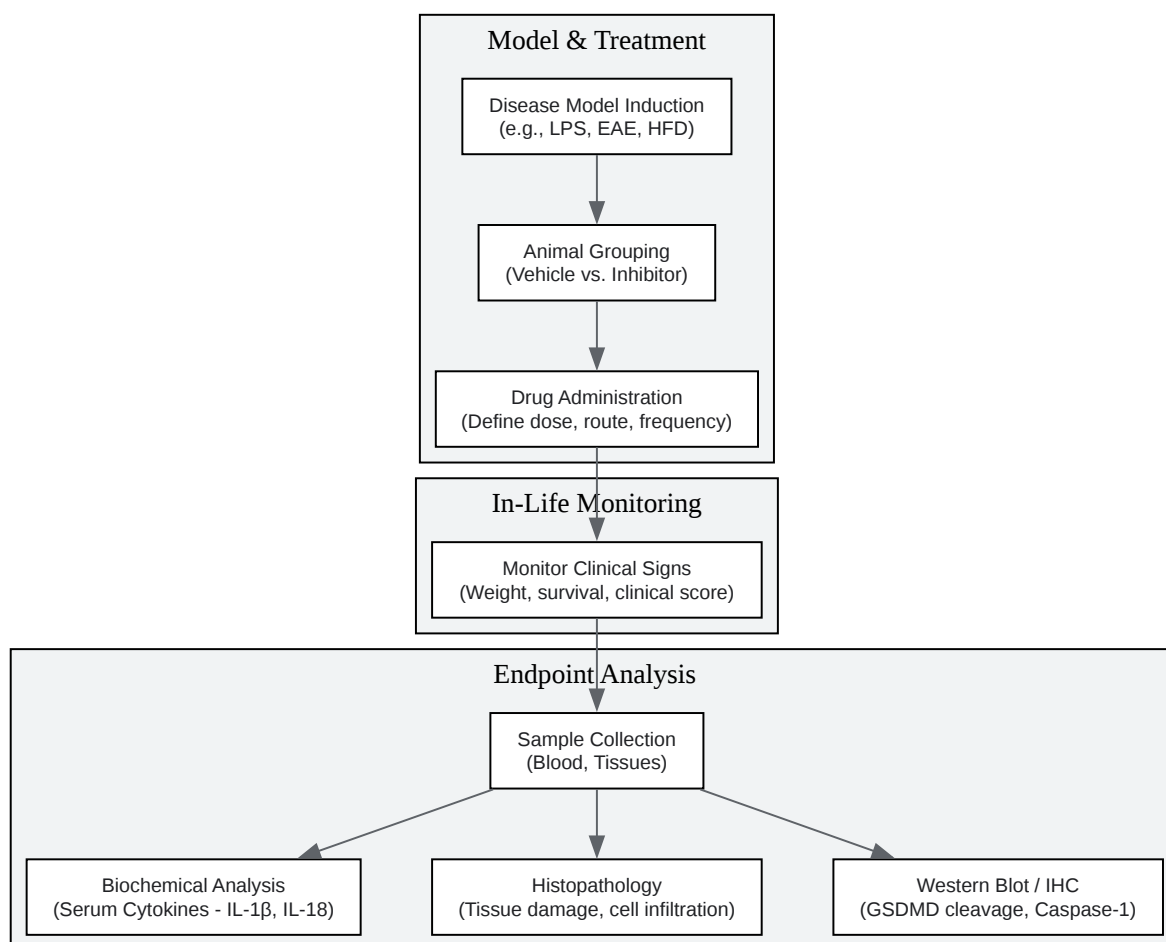 Model & Treatment
Disease Model Induction
(e.g., LPS, EAE, HFD)
Animal Grouping
(Vehicle vs. Inhibitor)
Drug Administration
(Define dose, route, frequency)
In-Life Monitoring
Monitor Clinical Signs
(Weight, survival, clinical score)
Endpoint Analysis
Sample Collection
(Blood, Tissues)
Biochemical Analysis
(Serum Cytokines - IL-1β, IL-18)
Histopathology
(Tissue damage, cell infiltration)
Western Blot / IHC
(GSDMD cleavage, Caspase-1)